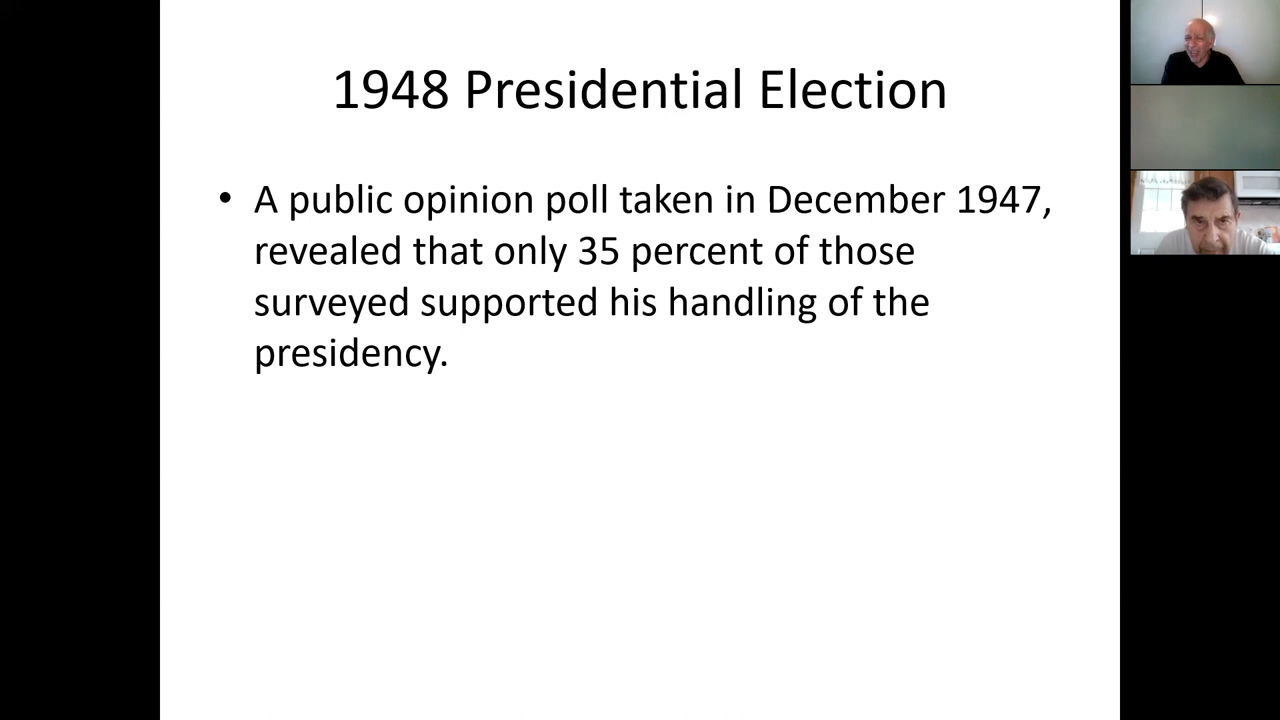 1948 Presidential Election
• A public opinion poll taken in December 1947,
revealed that only 35 percent of those
surveyed supported his handling of the
presidency.